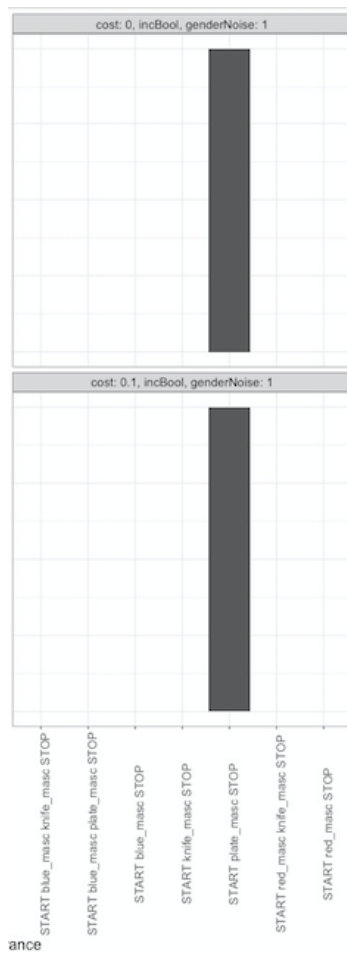 cost: 0, incBool, genderNoise: 1
cost: 0.1, incBool, genderNoise: 1
START blue_masc knife_masc STOP
START blue_masc plate_masc STOP
START blue_masc STOP
START knife_masc STOP
START plate_masc STOP
START red_masc knife_masc STOP
START red_masc STOP
ance